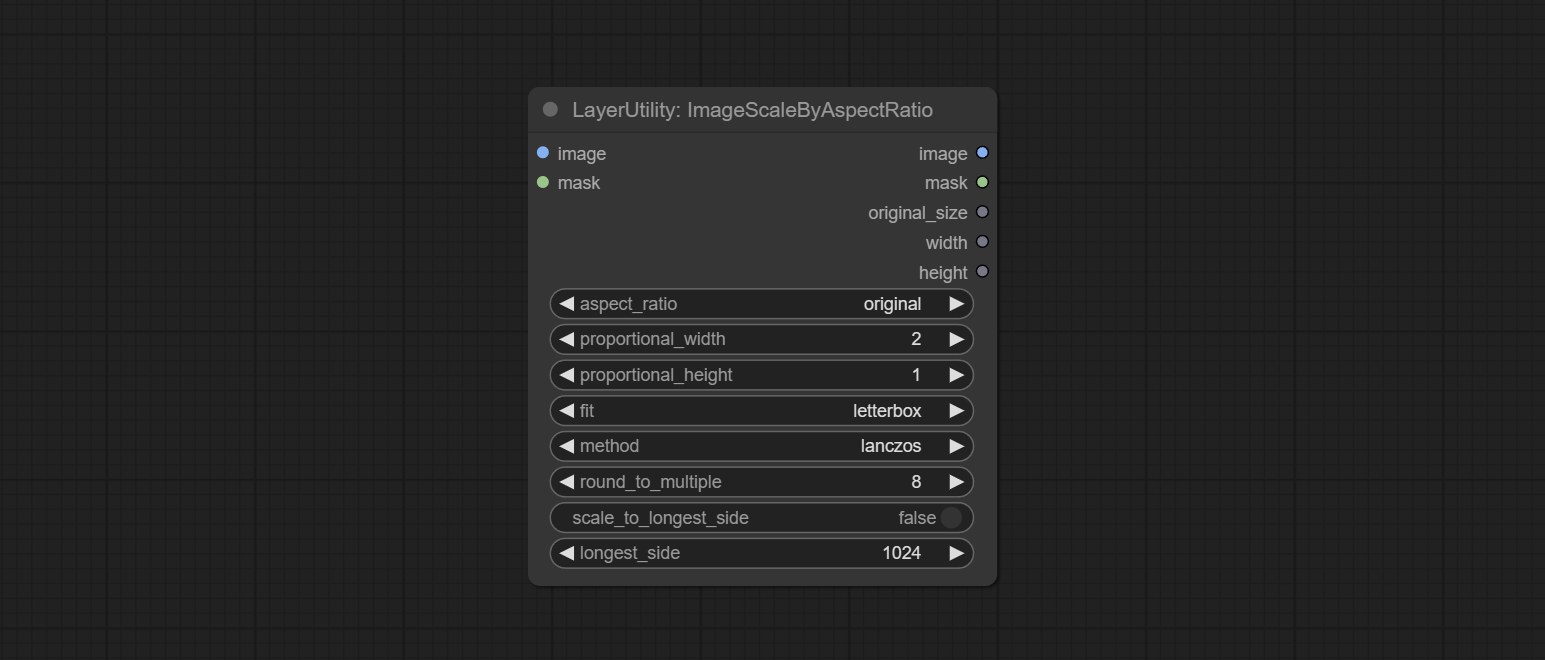 LayerUtility: ImageScaleByAspectRatio
image image
mask mask
original_size
width
height
aspect_ratio original
proportional_width 2
proportional_height 1
fit letterbox
method lanczos
round_to_multiple 8
scale_to_longest_side false
longest_side 1024